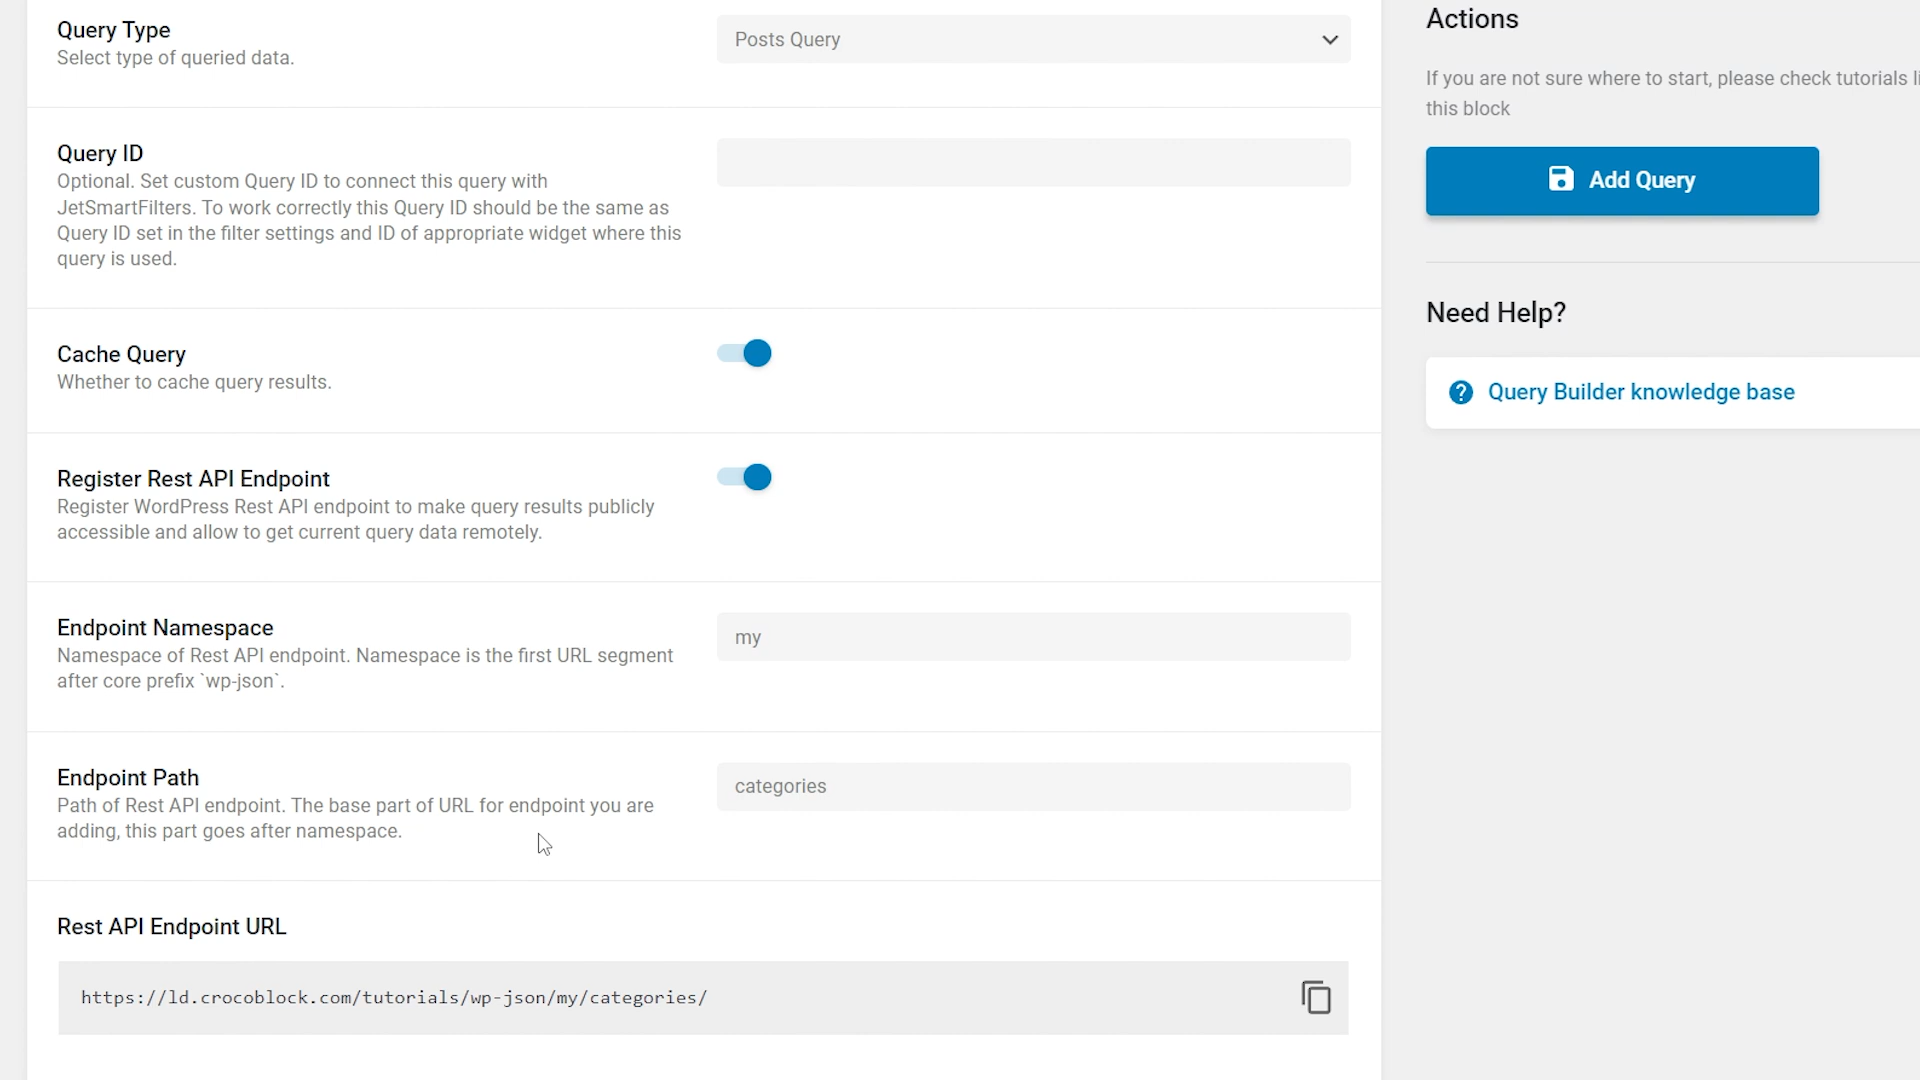 Query Type
Select type of queried data.
Posts Query
Query ID
Optional. Set custom Query ID to connect this query with
JetSmartFilters. To work correctly this Query ID should be the same as
Query ID set in the filter settings and ID of appropriate widget where this
query is used.
Cache Query
Whether to cache query results.
Register Rest API Endpoint
Register WordPress Rest API endpoint to make query results publicly
accessible and allow to get current query data remotely.
Endpoint Namespace
Namespace of Rest API endpoint. Namespace is the first URL segment
after core prefix `wp-json`.
my
Endpoint Path
Path of Rest API endpoint. The base part of URL for endpoint you are
adding, this part goes after namespace.
categories
Rest API Endpoint URL
https://ld.crocoblock.com/tutorials/wp-json/my/categories/
Actions
If you are not sure where to start, please check tutorials
this block
Add Query
Need Help?
Query Builder knowledge base